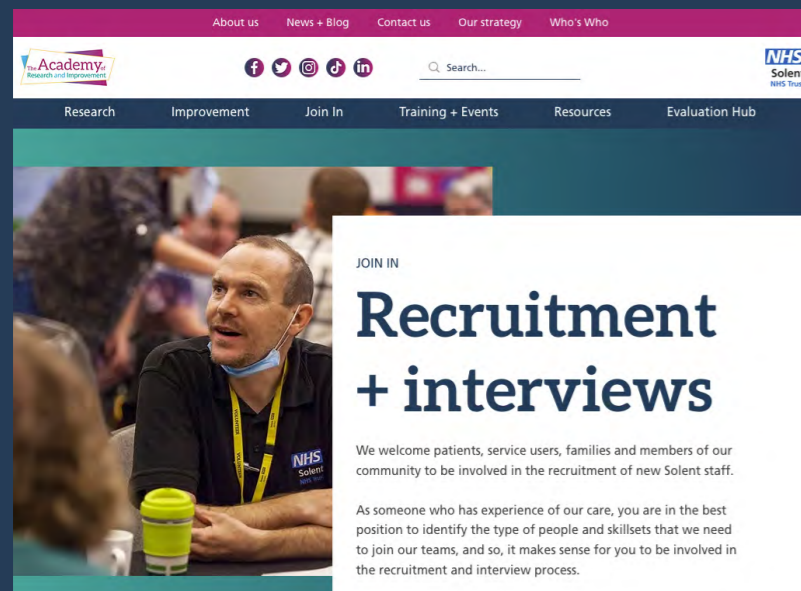 About us News + Blog Contact us Our strategy Who's Who
The Academy of
Research and Improvement
Search...
NHS
Solent
NHS Trust
Research Improvement Join In Training + Events Resources Evaluation Hub
JOIN IN
Recruitment
+ interviews
We welcome patients, service users, families and members of our
community to be involved in the recruitment of new Solent staff.
As someone who has experience of our care, you are in the best
position to identify the type of people and skillsets that we need
to join our teams, and so, it makes sense for you to be involved in
the recruitment and interview process.
VOLUNTEER
VOLUNTEER
NHS
Solent
NHS Trust